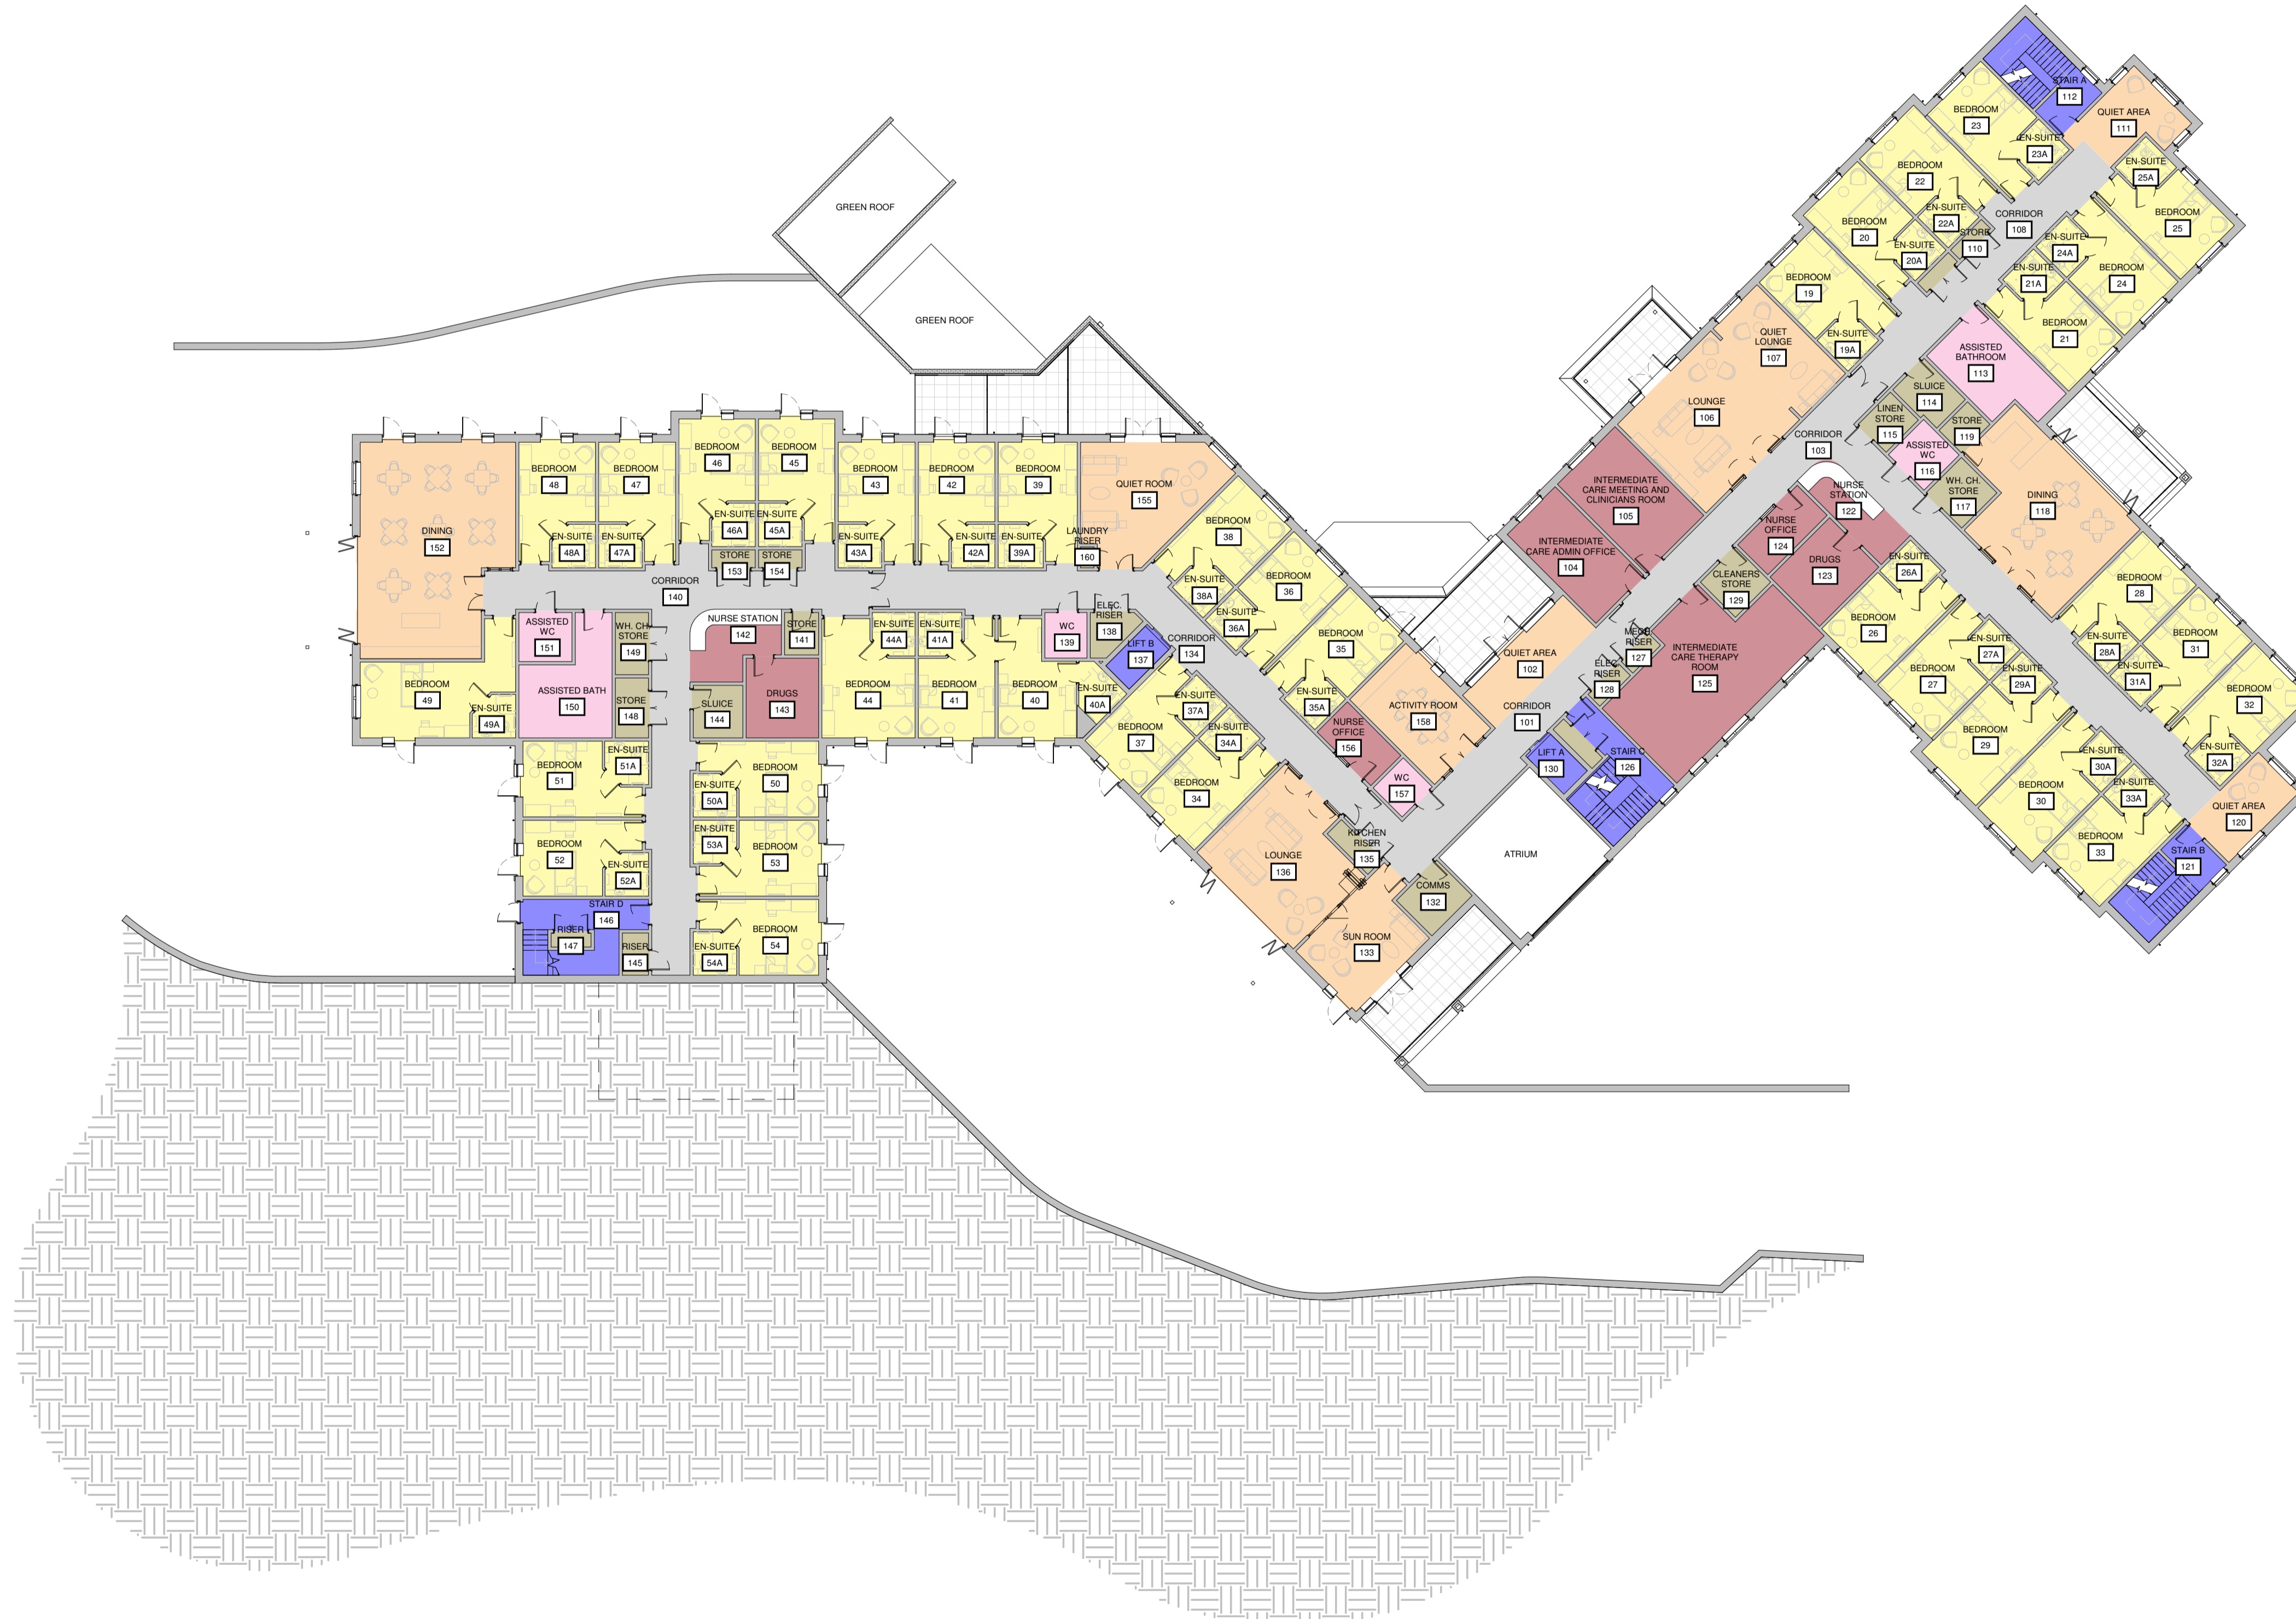 GREEN ROOF
GREEN ROOF
STAIR A
112
QUIET AREA
111
BEDROOM
23
EN-SUITE
23A
EN-SUITE
25A
BEDROOM
22
EN-SUITE
22A
CORRIDOR
108
BEDROOM
25
BEDROOM
20
EN-SUITE
20A
STORE
110
EN-SUITE
24A
EN-SUITE
21A
BEDROOM
24
BEDROOM
19
EN-SUITE
19A
BEDROOM
21
QUIET
LOUNGE
107
ASSISTED
BATHROOM
113
LOUNGE
106
SLUICE
114
LINEN
STORE
115
STORE
119
CORRIDOR
103
ASSISTED
WC
116
WH. CH.
STORE
117
DINING
118
INTERMEDIATE
CARE MEETING AND
CLINICIANS ROOM
105
NURSE
STATION
122
NURSE
OFFICE
124
INTERMEDIATE
CARE ADMIN OFFICE
104
DRUGS
123
CLEANERS
STORE
129
EN-SUITE
26A
BEDROOM
26
BEDROOM
28
EN-SUITE
28A
BEDROOM
31
EN-SUITE
31A
EN-SUITE
27A
BEDROOM
27
EN-SUITE
29A
BEDROOM
29
BEDROOM
32
EN-SUITE
32A
EN-SUITE
30A
BEDROOM
30
EN-SUITE
33A
BEDROOM
33
QUIET AREA
120
STAIR B
121
MECH.
RISER
127
INTERMEDIATE
CARE THERAPY
ROOM
125
ELEC.
RISER
128
QUIET AREA
102
CORRIDOR
101
LIFT A
130
STAIR C
126
ATRIUM
BEDROOM
48
EN-SUITE
48A
BEDROOM
47
EN-SUITE
47A
BEDROOM
46
EN-SUITE
46A
BEDROOM
45
EN-SUITE
45A
BEDROOM
43
EN-SUITE
43A
BEDROOM
42
EN-SUITE
42A
BEDROOM
39
EN-SUITE
39A
QUIET ROOM
155
LAUNDRY
RISER
160
DINING
152
STORE
153
STORE
154
CORRIDOR
140
BEDROOM
38
EN-SUITE
38A
BEDROOM
36
EN-SUITE
36A
BEDROOM
35
EN-SUITE
35A
ASSISTED
WC
151
WH. CH.
STORE
149
NURSE STATION
142
STORE
141
EN-SUITE
44A
EN-SUITE
41A
WC
139
ELEC.
RISER
138
LIFT B
137
CORRIDOR
134
BEDROOM
49
EN-SUITE
49A
ASSISTED BATH
150
STORE
148
SLUICE
144
DRUGS
143
BEDROOM
44
BEDROOM
41
BEDROOM
40
EN-SUITE
40A
EN-SUITE
37A
BEDROOM
37
EN-SUITE
34A
BEDROOM
34
NURSE
OFFICE
156
ACTIVITY ROOM
158
WC
157
BEDROOM
51
EN-SUITE
51A
EN-SUITE
50A
BEDROOM
50
BEDROOM
52
EN-SUITE
52A
EN-SUITE
53A
BEDROOM
53
KITCHEN
RISER
135
LOUNGE
136
COMMS
132
SUN ROOM
133
STAIR D
146
RISER
147
RISER
145
EN-SUITE
54A
BEDROOM
54